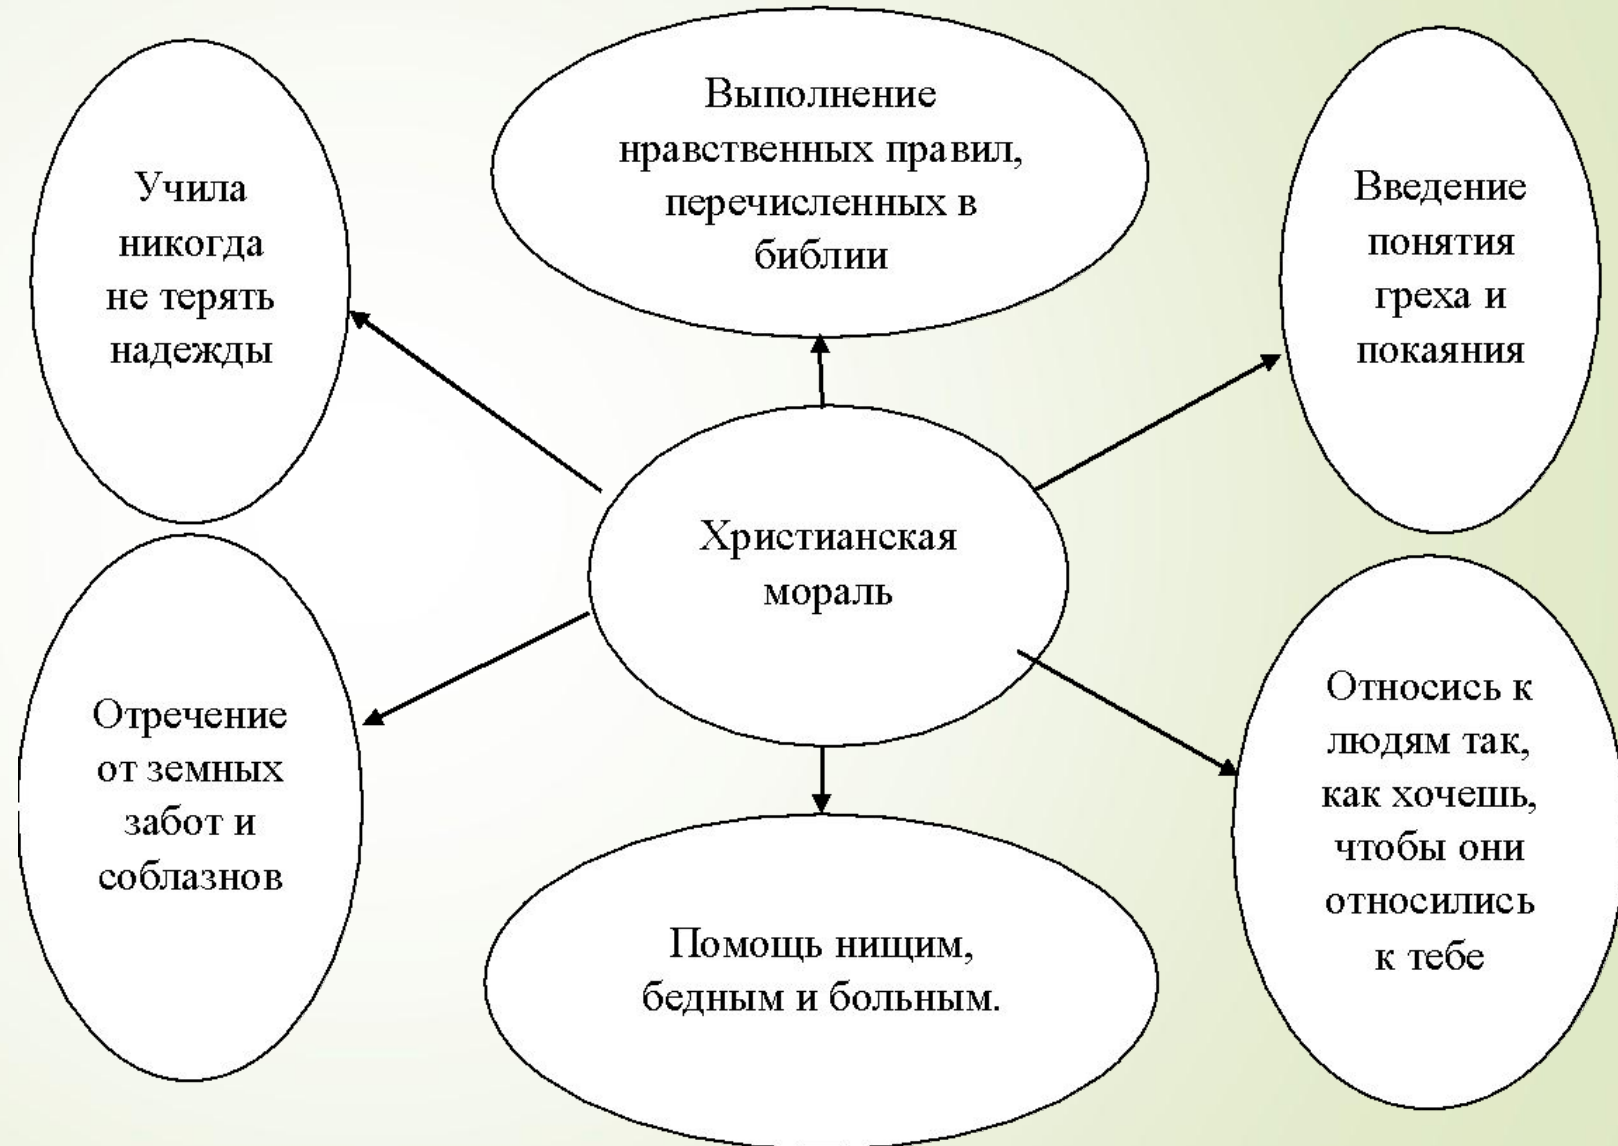 Выполнение
нравственных правил,
перечисленных в
библии
Учила
никогда
не терять
надежды
Введение
понятия
греха и
покаяния
Христианская
мораль
Отречение
от земных
забот и
соблазнов
Относись к
людям так,
как хочешь,
чтобы они
относились
к тебе
Помощь нищим,
бедным и больным.